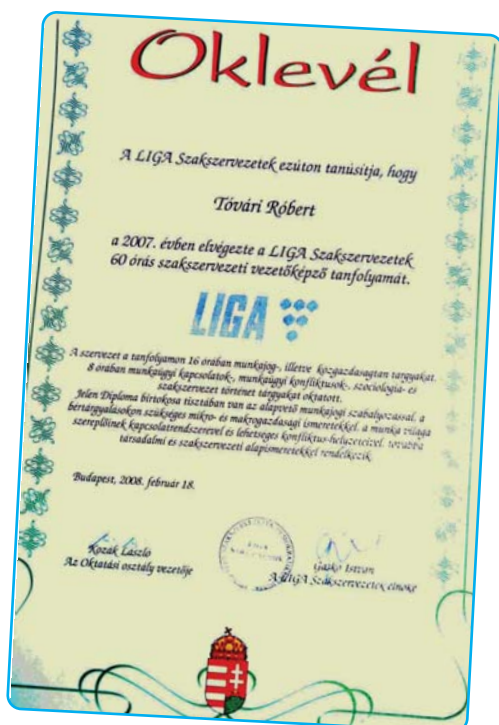 Oklevél
A LIGA Szakszervezetek ezúton tanúsítja, hogy
Tóvári Róbert
a 2007. évben elvégezte a LIGA Szakszervezetek
60 órás szakszervezeti vezetőképző tanfolyamát.
LIGA
A szervezet a tanfolyamon 16 órában munkajog-, illetve közgazdaságtan tárgyakat,
8 órában munkaügyi kapcsolatok-, munkaügyi konfliktusok-, szociológia- és
szakszervezet történet tárgyakat oktatott.
Jelen Diploma birtokosa tisztában van az alapvető munkajogi szabályozással, a
bértárgyalásokon szükséges mikro- és makrogazdasági ismeretekkel, a munka világa
szereplőinek kapcsolatrendszerével és lehetséges konfliktus-helyzeteivel, továbbá
társadalmi és szakszervezeti alapismeretekkel rendelkezik.
Budapest, 2008. február 18.
Kozák László
Az Oktatási osztály vezetője
Gaskó István
A LIGA Szakszervezetek elnöke